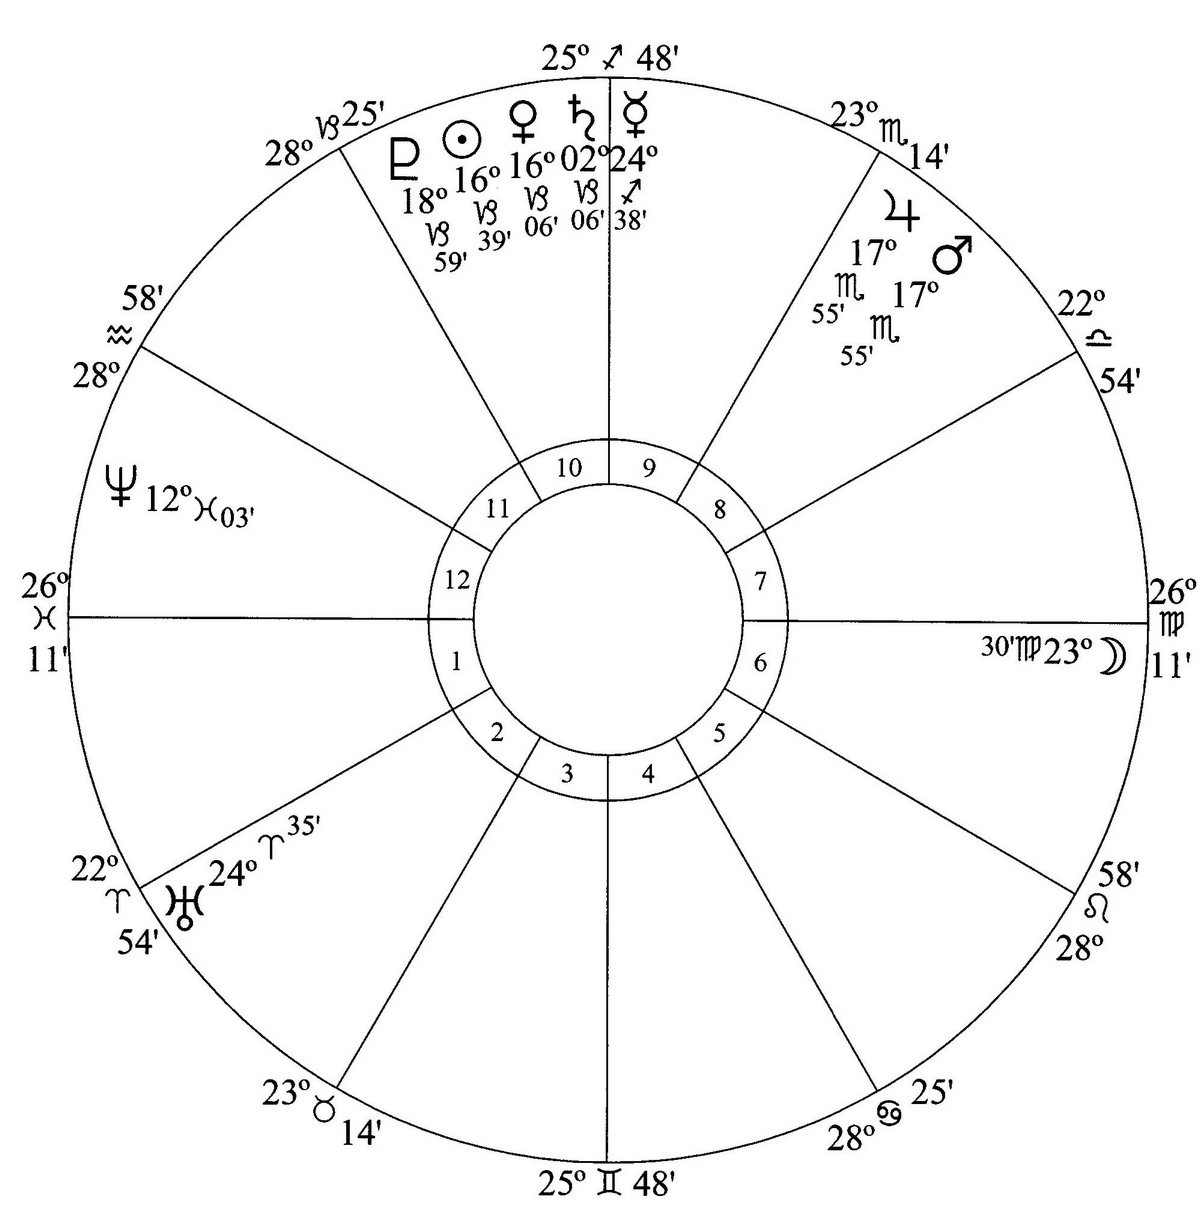 25º ♐ 48'
28º ♑ 25'
23º ♏ 14'
♇ 18º ♑ 59'
☉ 16º ♑ 39'
♀ 16º ♑ 06'
♄ 02º ♑ 06'
☿ 24º ♐ 38'
♃ 17º ♏ 55'
♂ 17º ♏ 55'
58' ♒ 28º
22º ♎ 54'
10 9
11 8
12 7
1 6
2 5
3 4
♆ 12º ♓ 03'
26º ♓ 11'
26º ♍ 11'
30' ♍ 23º ☽
♅ 24º ♈ 35'
22º ♈ 54'
58' ♌ 28º
23º ♉ 14'
28º ♋ 25'
25º ♊ 48'